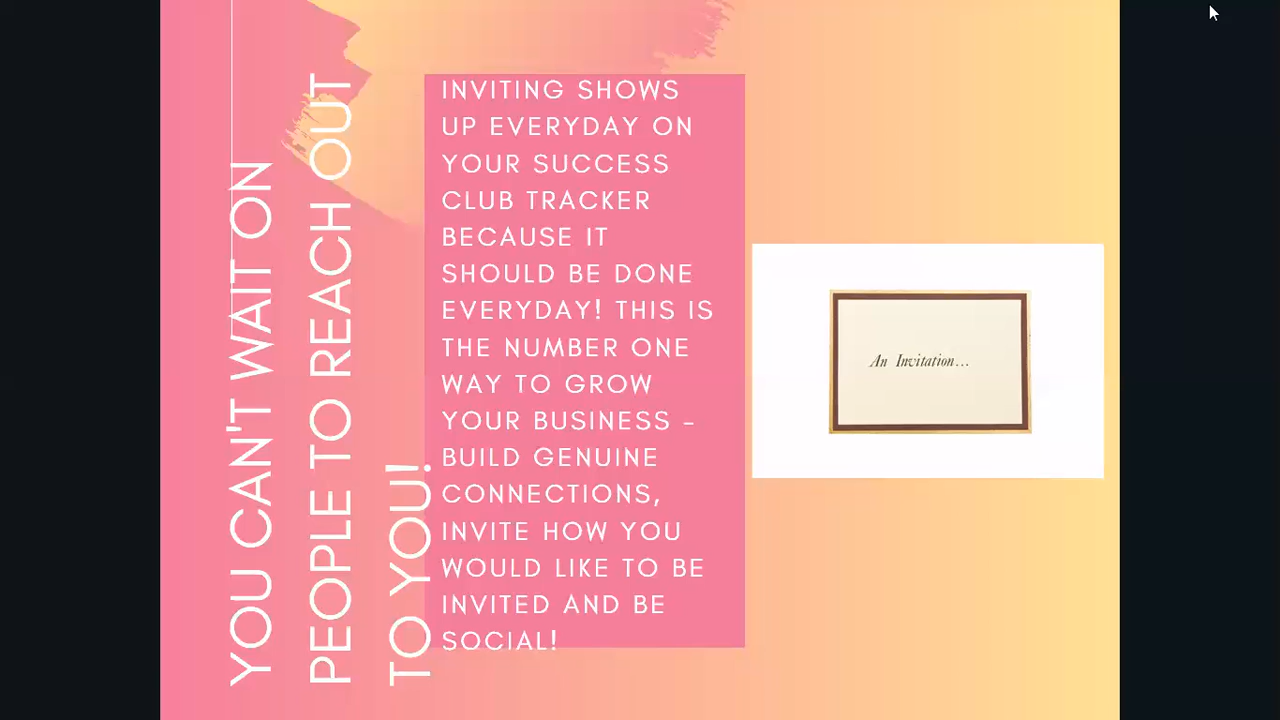 YOU CAN'T WAIT ON
PEOPLE TO REACH OUT
TO YOU!
INVITING SHOWS
UP EVERYDAY ON
YOUR SUCCESS
CLUB TRACKER
BECAUSE IT
SHOULD BE DONE
EVERYDAY! THIS IS
THE NUMBER ONE
WAY TO GROW
YOUR BUSINESS -
BUILD GENUINE
CONNECTIONS,
INVITE HOW YOU
WOULD LIKE TO BE
INVITED AND BE
SOCIAL!
An Invitation...